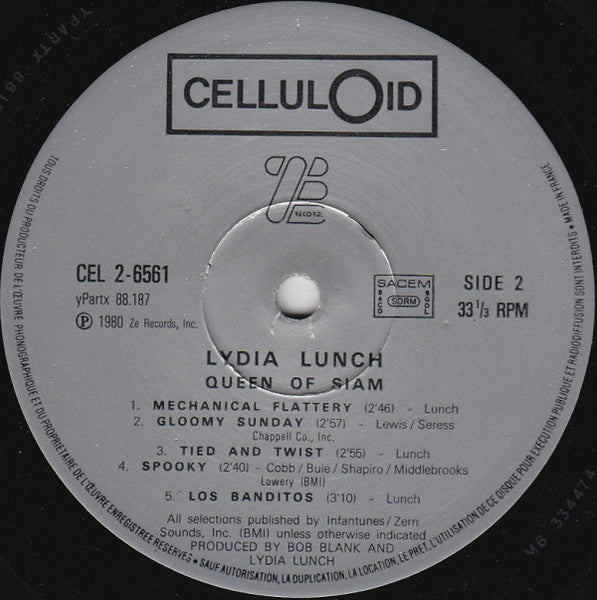 CELLULOID
ZE
RECORDS
CEL 2-6561
yPartx 88.187
Ⓟ 1980 Ze Records, Inc.
SACEM
SACD SDRM SGDL
SIDE 2
33 1/3 RPM
LYDIA LUNCH
QUEEN OF SIAM
1. MECHANICAL FLATTERY (2'46) - Lunch
2. GLOOMY SUNDAY (2'57) - Lewis/Seress
Chappell Co., Inc.
3. TIED AND TWIST (2'55) - Lunch
4. SPOOKY (2'40) - Cobb/Buie/Shapiro/Middlebrooks
Lowery (BMI)
5. LOS BANDITOS (3'10) - Lunch
All selections published by Infantunes/Zern
Sounds, Inc. (BMI) unless otherwise indicated
PRODUCED BY BOB BLANK AND
LYDIA LUNCH
TOUS DROITS DU PRODUCTEUR DE L'ŒUVRE PHONOGRAPHIQUE ET DU PROPRIETAIRE DE L'ŒUVRE ENREGISTREE RESERVES • SAUF AUTORISATION, LA DUPLICATION, LA LOCATION, LE PRET, L'UTILISATION DE CE DISQUE POUR EXECUTION PUBLIQUE ET RADIODIFFUSION SONT INTERDITS • MADE IN FRANCE
M6 334474